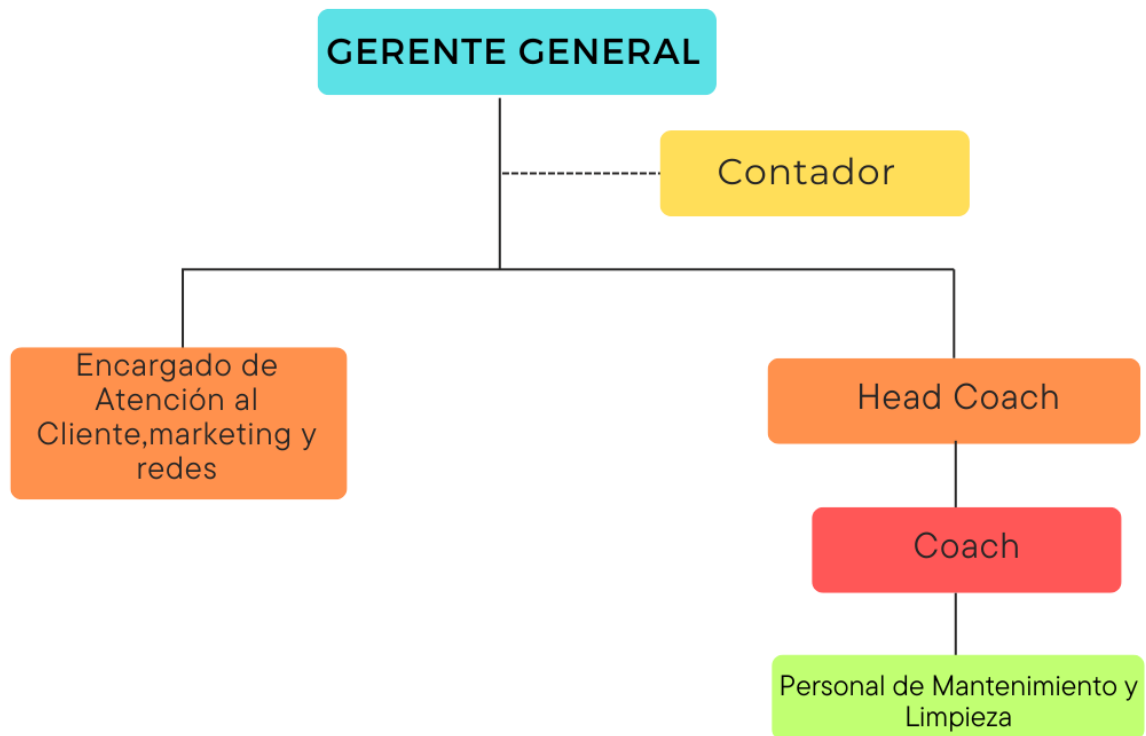 GERENTE GENERAL
Contador
Encargado de
Atención al
Cliente,marketing y
redes
Head Coach
Coach
Personal de Mantenimiento y
Limpieza